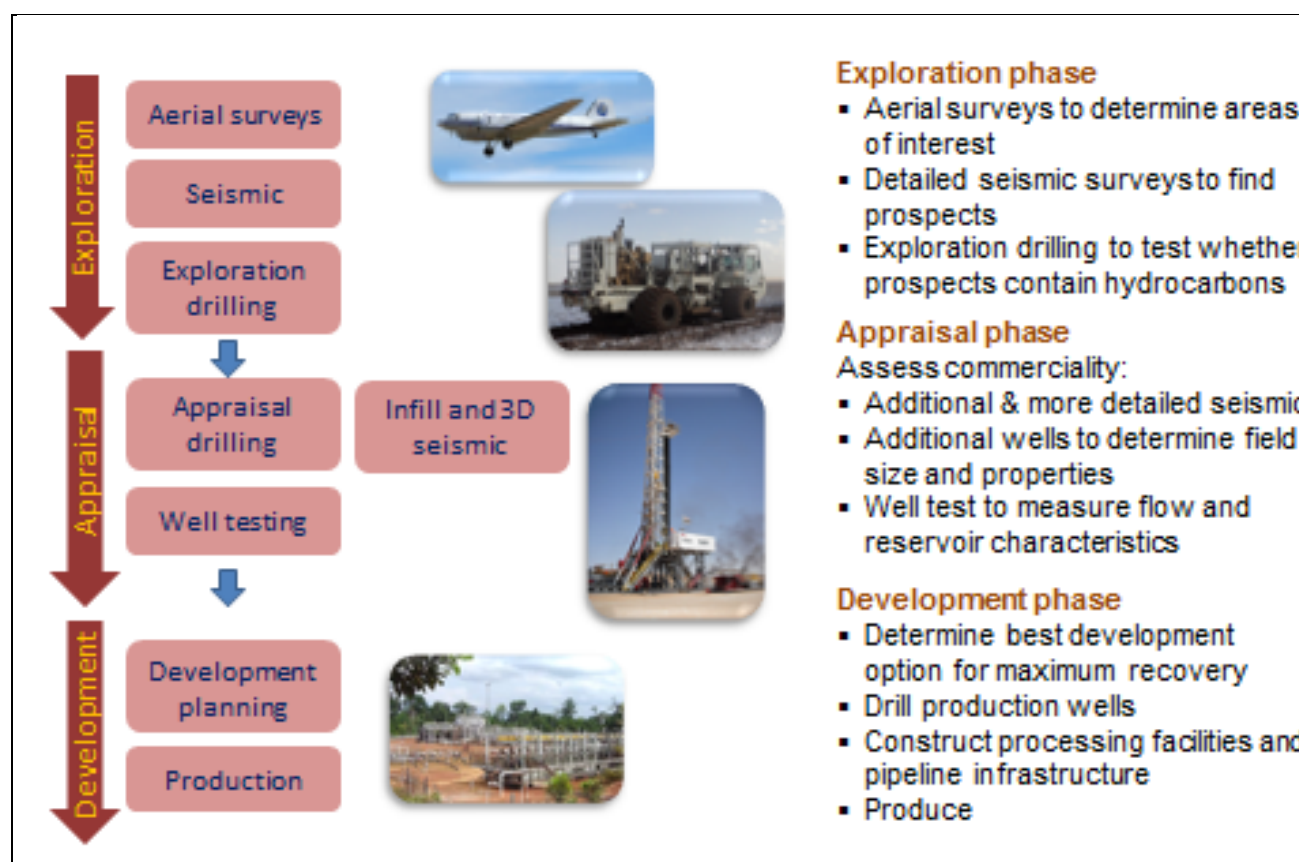 Exploration
Aerial surveys
Seismic
Exploration
drilling
Appraisal
Appraisal
drilling
Infill and 3D
seismic
Well testing
Development
Development
planning
Production
Exploration phase
▪ Aerial surveys to determine areas
of interest
▪ Detailed seismic surveys to find
prospects
▪ Exploration drilling to test whether
prospects contain hydrocarbons
Appraisal phase
Assess commerciality:
▪ Additional & more detailed seismic
▪ Additional wells to determine field
size and properties
▪ Well test to measure flow and
reservoir characteristics
Development phase
▪ Determine best development
option for maximum recovery
▪ Drill production wells
▪ Construct processing facilities and
pipeline infrastructure
▪ Produce